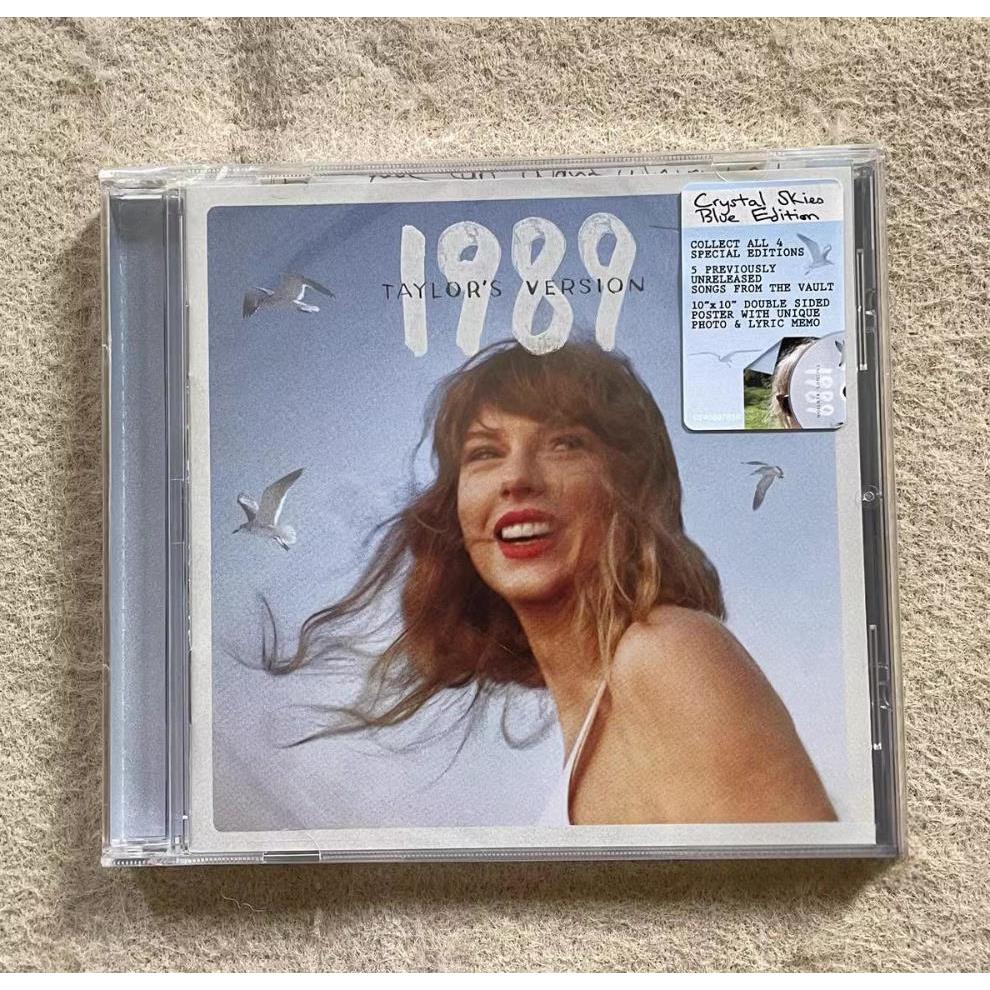 1989
TAYLOR'S VERSION
Crystal Skies
Blue Edition
COLLECT ALL 4
SPECIAL EDITIONS
5 PREVIOUSLY
UNRELEASED
SONGS FROM THE VAULT
10"x10" DOUBLE SIDED
POSTER WITH UNIQUE
PHOTO & LYRIC MEMO
1989